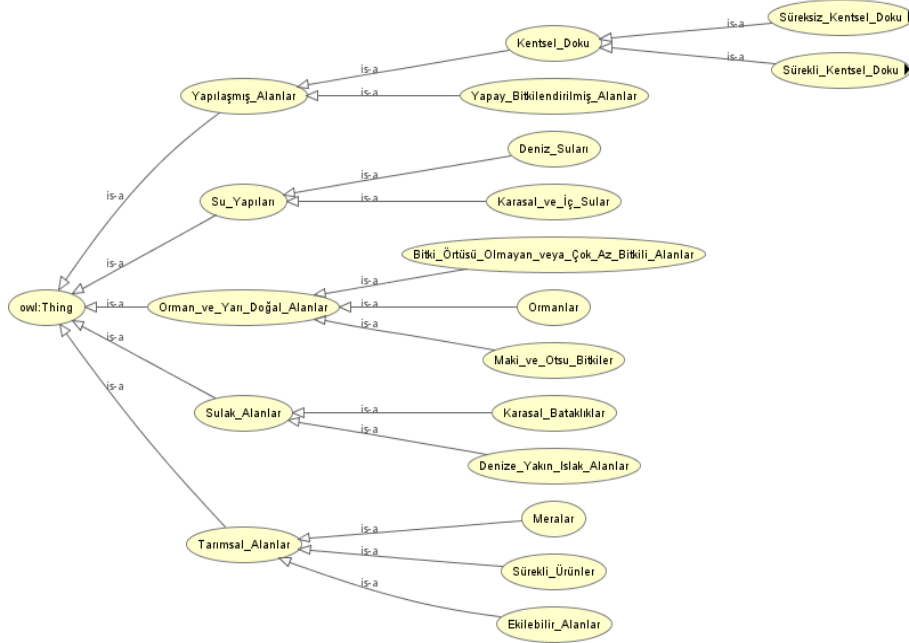 Süreksiz_Kentsel_Doku
is-a
Kentsel_Doku
is-a
Sürekli_Kentsel_Doku
is-a
Yapılaşmış_Alanlar
is-a
Yapay_Bitkilendirilmiş_Alanlar
Deniz_Suları
is-a
is-a
Su_Yapıları
is-a
Karasal_ve_İç_Sular
Bitki_Örtüsü_Olmayan_veya_Çok_Az_Bitkili_Alanlar
is-a
is-a
owl:Thing
is-a
Orman_ve_Yarı_Doğal_Alanlar
is-a
Ormanlar
is-a
is-a
Maki_ve_Otsu_Bitkiler
is-a
Sulak_Alanlar
is-a
Karasal_Bataklıklar
is-a
Denize_Yakın_Islak_Alanlar
Meralar
is-a
Tarımsal_Alanlar
is-a
Sürekli_Ürünler
is-a
Ekilebilir_Alanlar